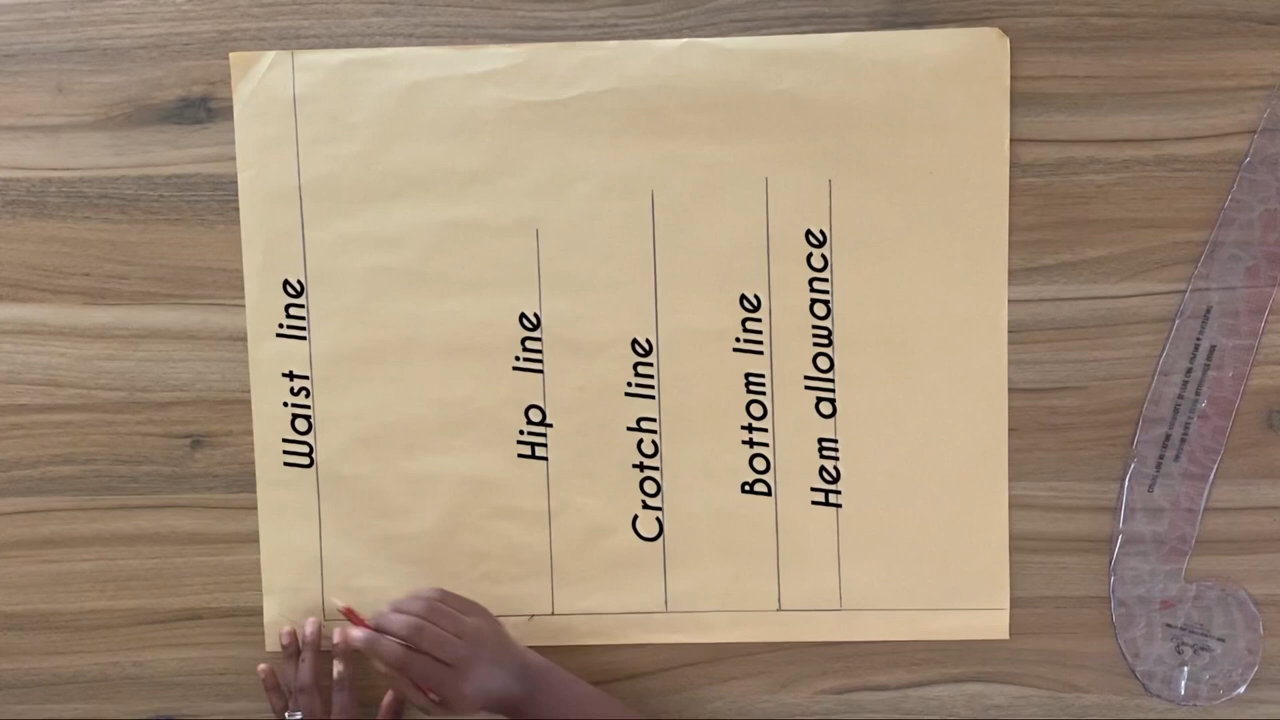 Waist line
Hip line
Crotch line
Bottom line
Hem allowance